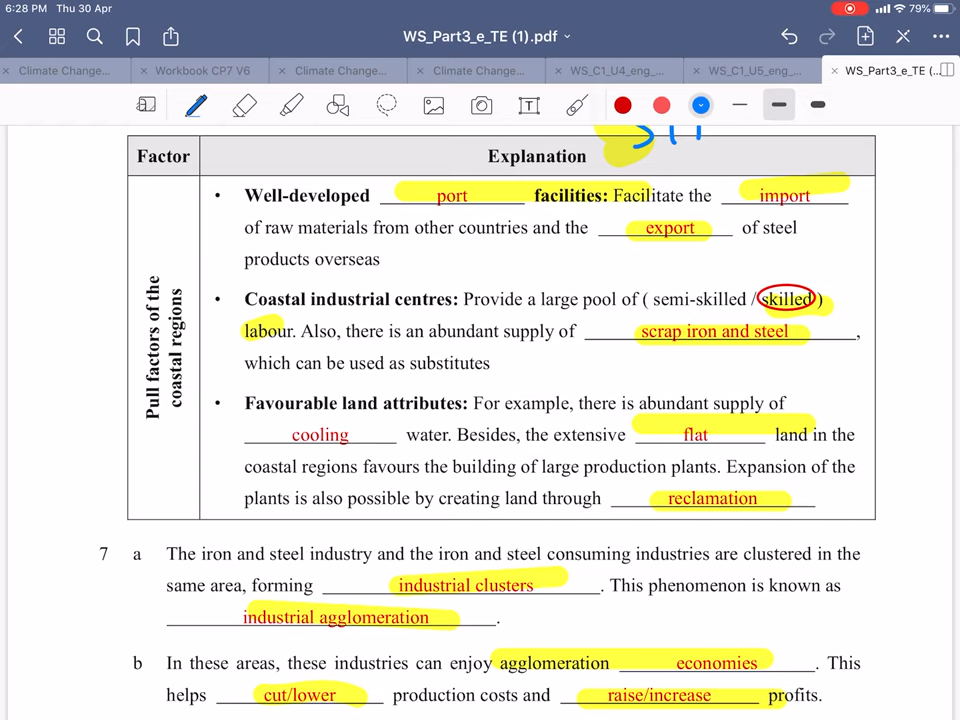 6:28 PM Thu 30 Apr
79%
WS_Part3_e_TE (1).pdf
Climate Change...
Workbook CP7 V6
Climate Change...
Climate Change...
WS_C1_U4_eng_...
WS_C1_U5_eng_...
WS_Part3_e_TE (...
Factor Explanation
Pull factors of the
coastal regions
• Well-developed port facilities: Facilitate the import
of raw materials from other countries and the export of steel
products overseas
• Coastal industrial centres: Provide a large pool of ( semi-skilled / skilled )
labour. Also, there is an abundant supply of scrap iron and steel,
which can be used as substitutes
• Favourable land attributes: For example, there is abundant supply of
cooling water. Besides, the extensive flat land in the
coastal regions favours the building of large production plants. Expansion of the
plants is also possible by creating land through reclamation
7 a The iron and steel industry and the iron and steel consuming industries are clustered in the
same area, forming industrial clusters. This phenomenon is known as
industrial agglomeration.
b In these areas, these industries can enjoy agglomeration economies. This
helps cut/lower production costs and raise/increase profits.